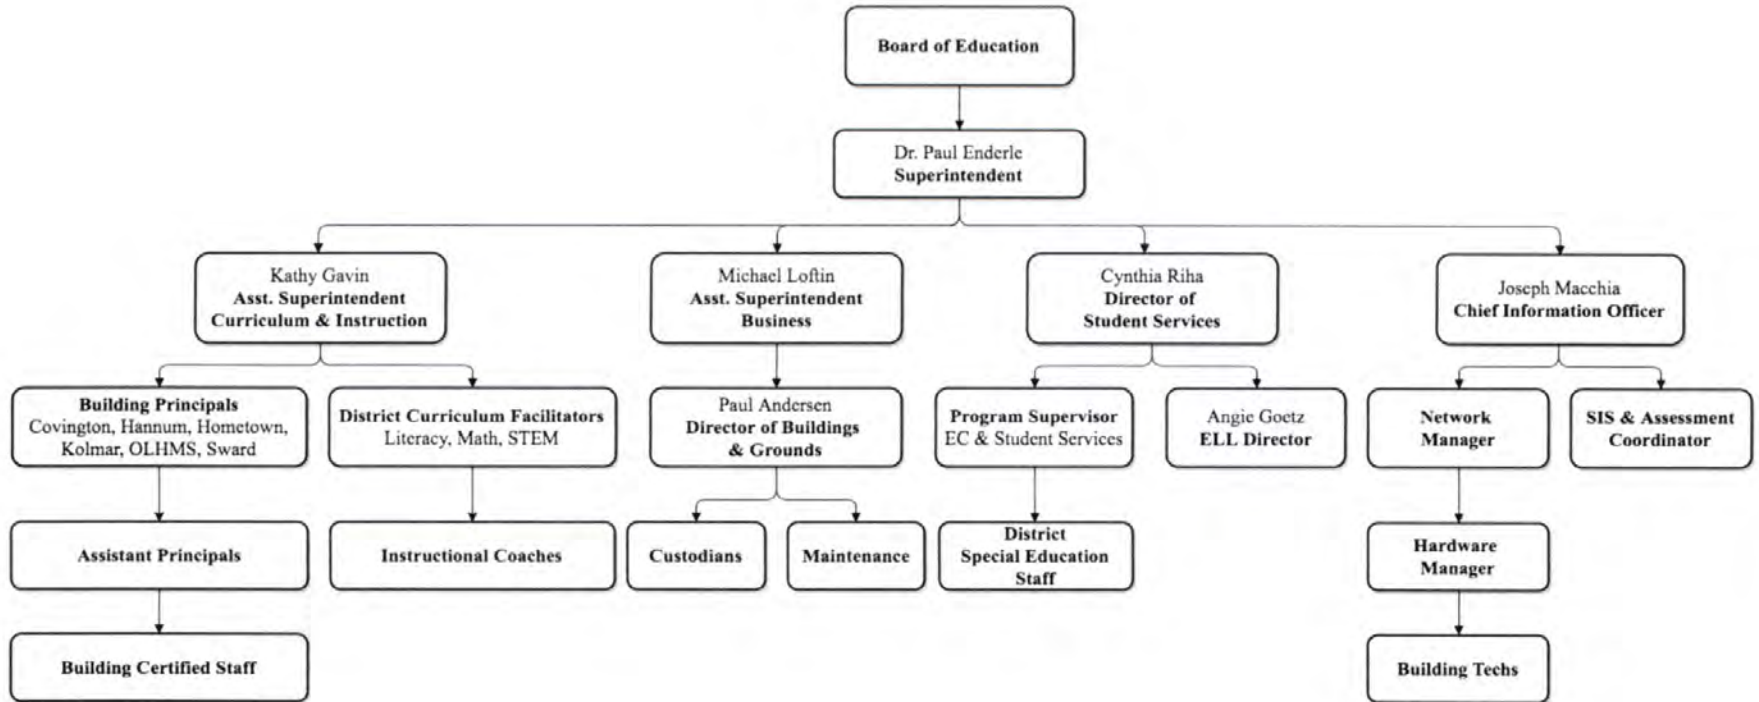 Board of Education
Dr. Paul Enderle
Superintendent
Kathy Gavin
Asst. Superintendent
Curriculum & Instruction
Michael Loftin
Asst. Superintendent
Business
Cynthia Riha
Director of
Student Services
Joseph Macchia
Chief Information Officer
Building Principals
Covington, Hannum, Hometown,
Kolmar, OLHMS, Sward
District Curriculum Facilitators
Literacy, Math, STEM
Paul Andersen
Director of Buildings
& Grounds
Program Supervisor
EC & Student Services
Angie Goetz
ELL Director
Network
Manager
SIS & Assessment
Coordinator
Assistant Principals
Instructional Coaches
Custodians
Maintenance
District
Special Education
Staff
Hardware
Manager
Building Certified Staff
Building Techs